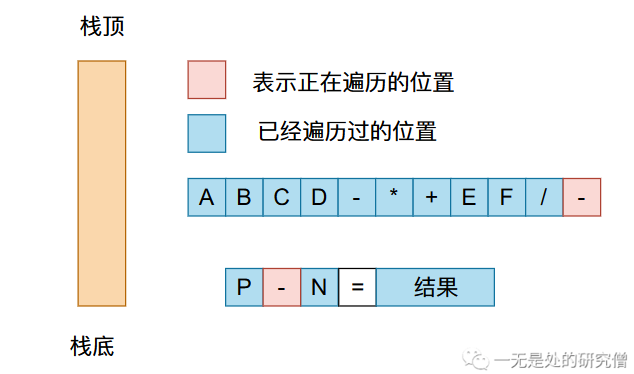 栈顶
表示正在遍历的位置
已经遍历过的位置
A B C D - * + E F / -
P - N = 结果
栈底
一无是处的研究僧